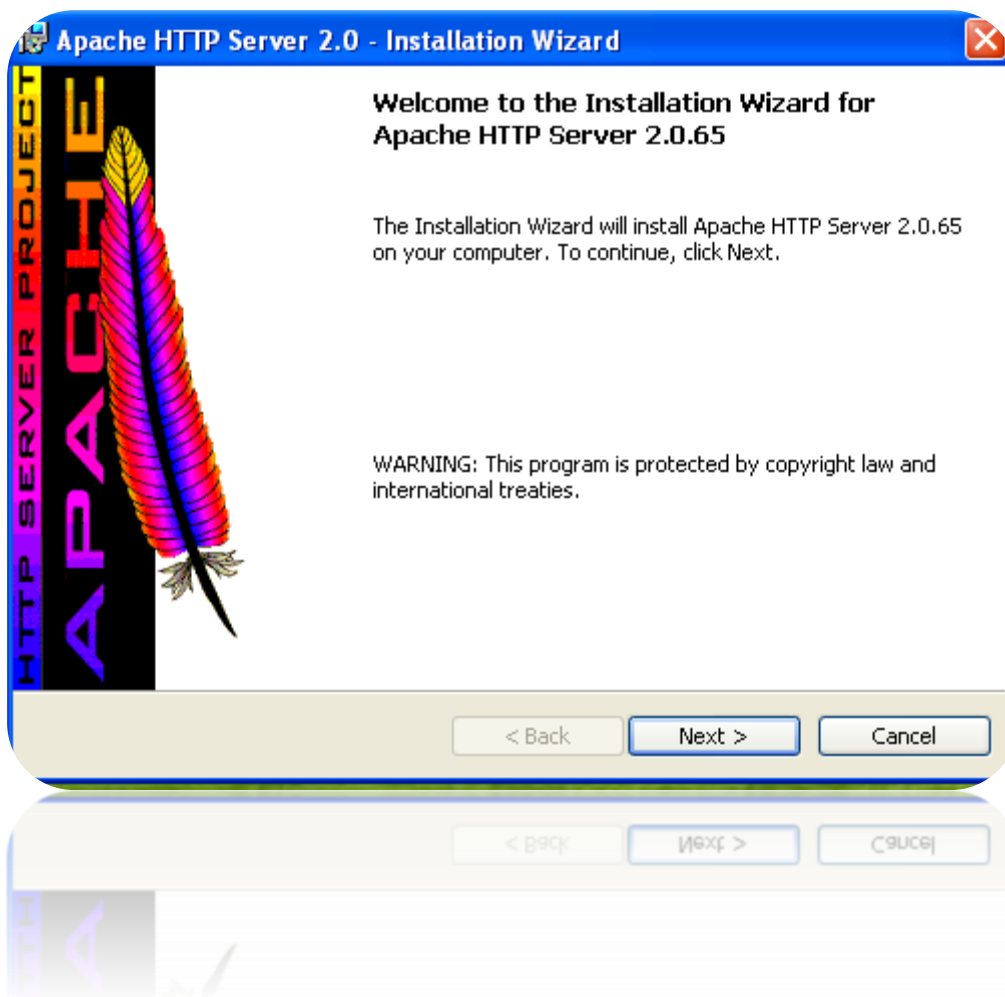 Apache HTTP Server 2.0 - Installation Wizard
HTTP SERVER PROJECT
APACHE
Welcome to the Installation Wizard for
Apache HTTP Server 2.0.65
The Installation Wizard will install Apache HTTP Server 2.0.65
on your computer. To continue, click Next.
WARNING: This program is protected by copyright law and
international treaties.
< Back
Next >
Cancel